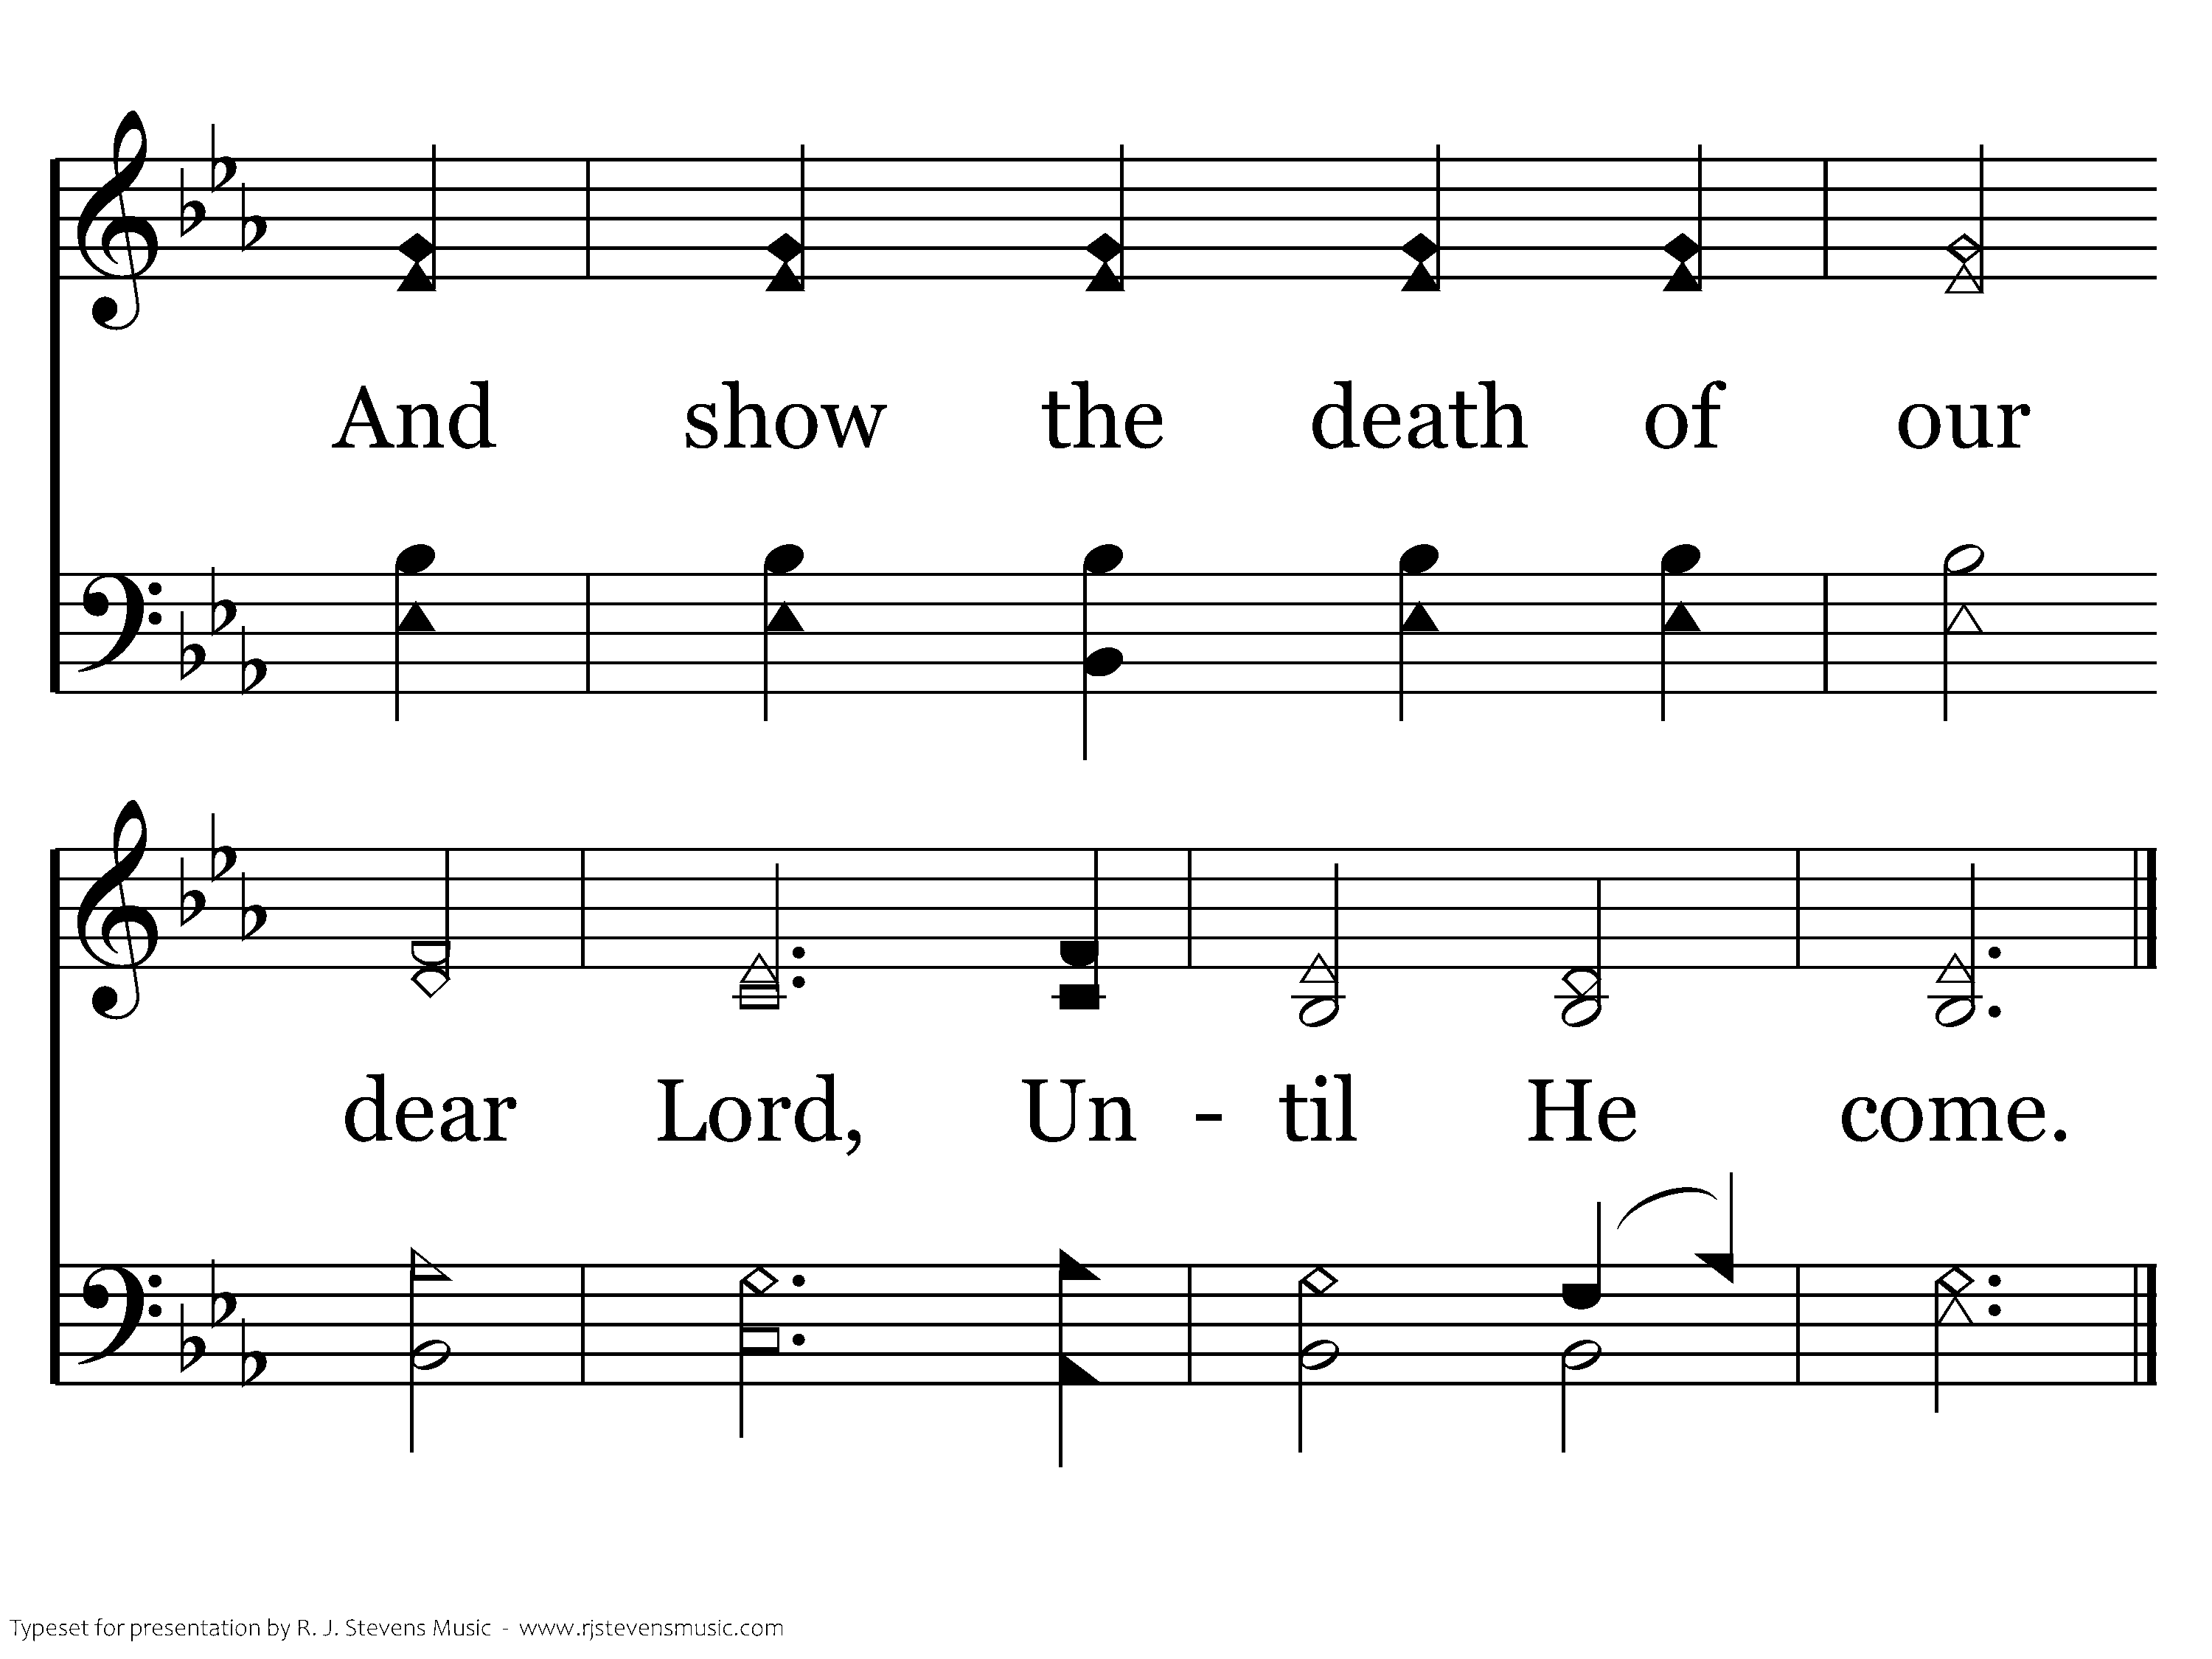 And show the death of our
dear Lord, Un - til He come.
Typeset for presentation by R. J. Stevens Music - www.rjstevensmusic.com